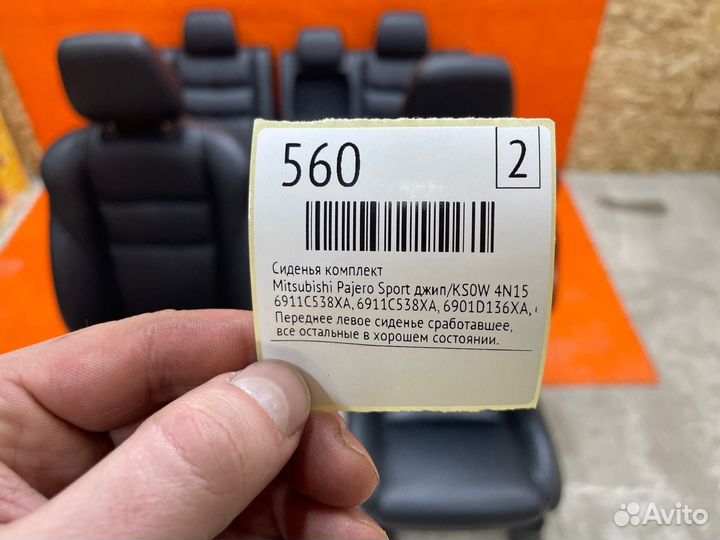 560
2
Сиденья комплект
Mitsubishi Pajero Sport джип/KS0W 4N15
6911C538XA, 6911C538XA, 6901D136XA,
Переднее левое сиденье сработавшее,
все остальные в хорошем состоянии.
Avito